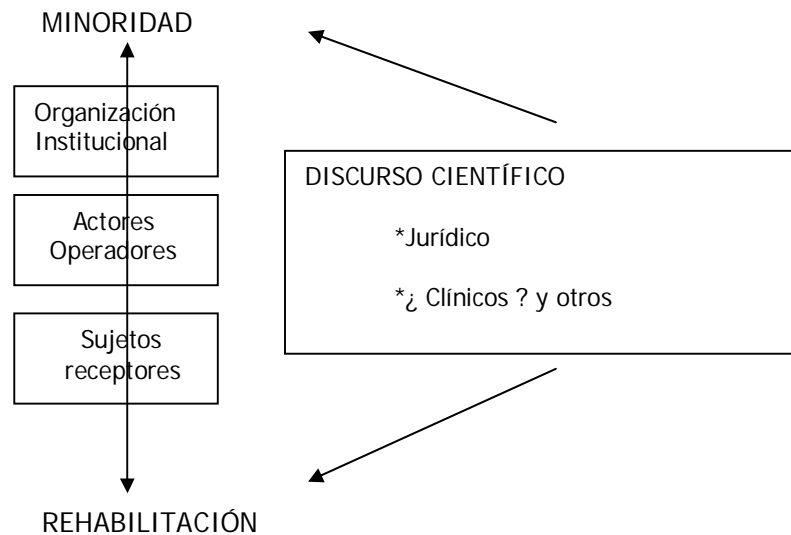 MINORIDAD
Organización
Institucional
Actores
Operadores
Sujetos
receptores
REHABILITACIÓN
DISCURSO CIENTÍFICO
*Jurídico
*¿ Clínicos ? y otros